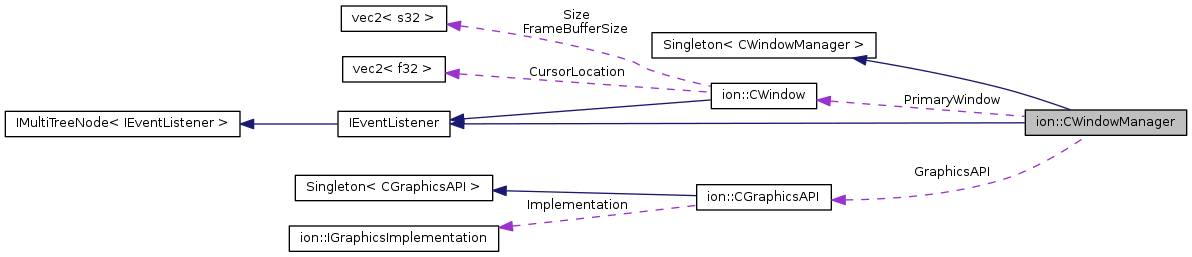 vec2< s32 >
Size
FrameBufferSize
Singleton< CWindowManager >
vec2< f32 >
CursorLocation
ion::CWindow
PrimaryWindow
IMultiTreeNode< IEventListener >
IEventListener
ion::CWindowManager
GraphicsAPI
Singleton< CGraphicsAPI >
ion::CGraphicsAPI
Implementation
ion::IGraphicsImplementation